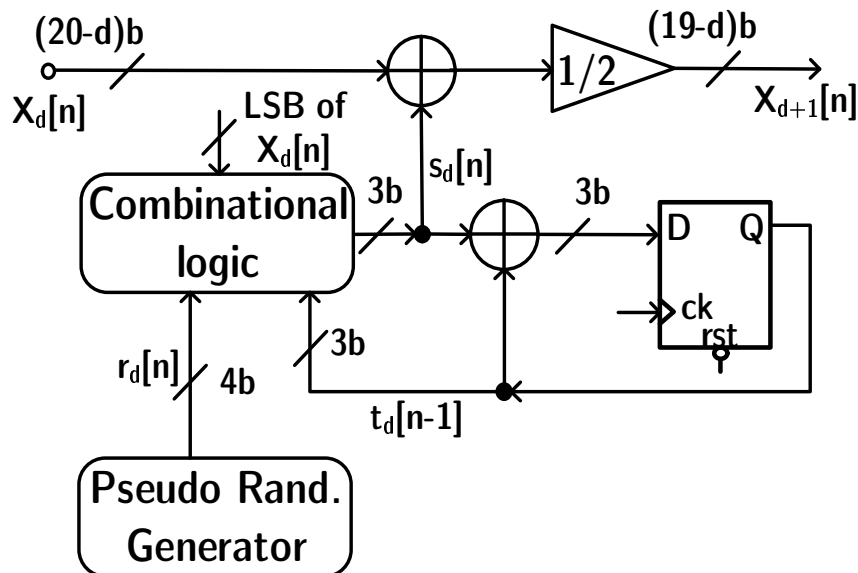 (20-d)b
(19-d)b
1/2
X_d[n]
X_{d+1}[n]
LSB of
X_d[n]
s_d[n]
Combinational
logic
3b
3b
D
Q
ck
rst
3b
r_d[n]
4b
t_d[n-1]
Pseudo Rand.
Generator